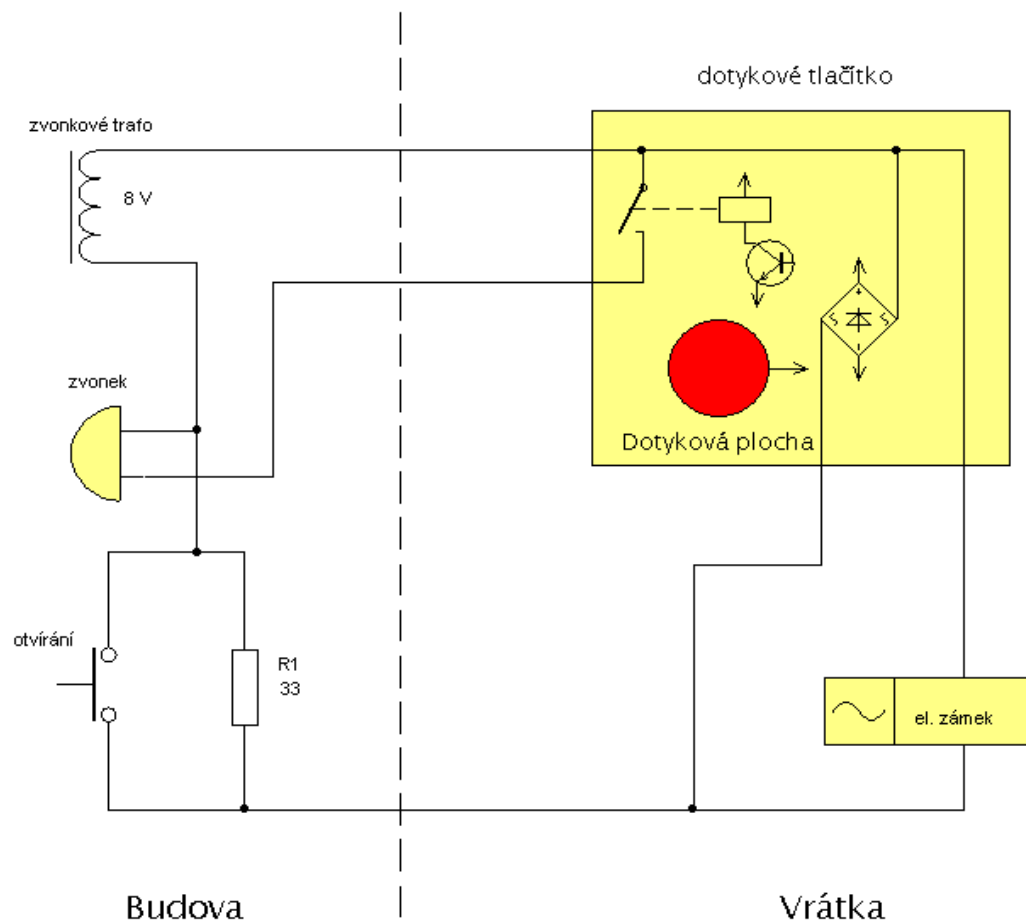 dotykové tlačítko
zvonkové trafo
8 V
zvonek
Dotyková plocha
otvírání
R1
33
el. zámek
Budova
Vrátka